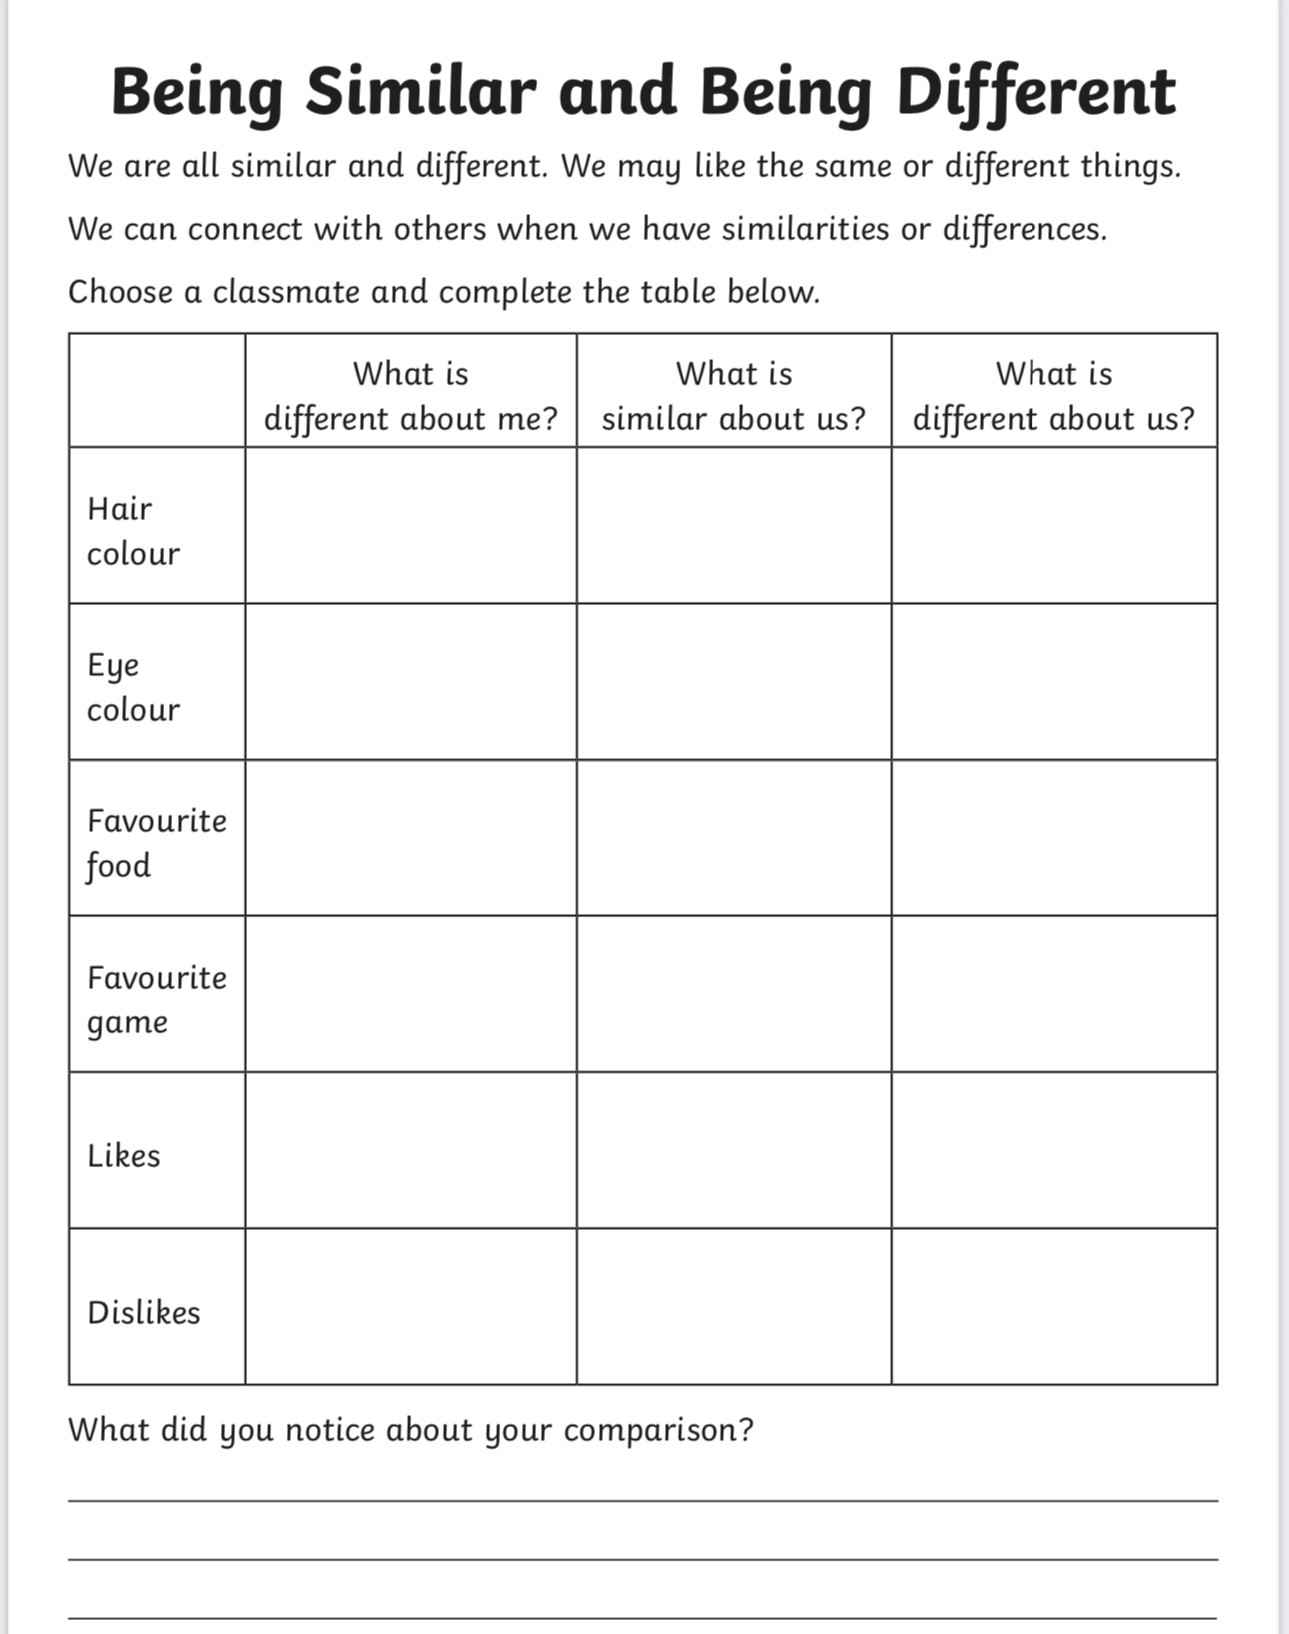 Being Similar and Being Different
We are all similar and different. We may like the same or different things.
We can connect with others when we have similarities or differences.
Choose a classmate and complete the table below.
What is
different about me?
What is
similar about us?
What is
different about us?
Hair
colour
Eye
colour
Favourite
food
Favourite
game
Likes
Dislikes
What did you notice about your comparison?